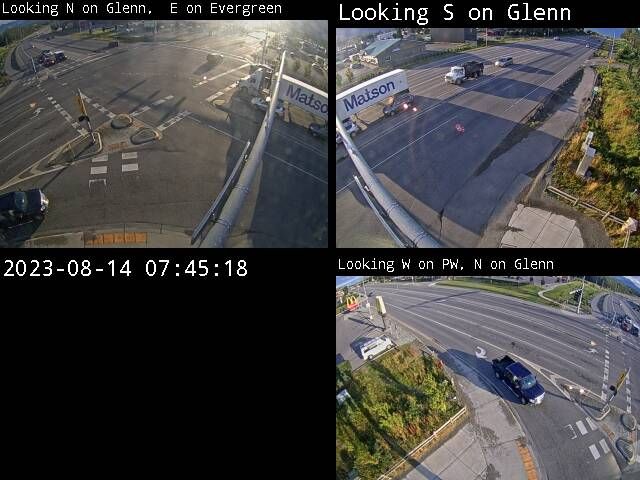 Looking N on Glenn,  E on Evergreen
Looking S on Glenn
Matson
Matson
2023-08-14 07:45:18
Looking W on PW, N on Glenn